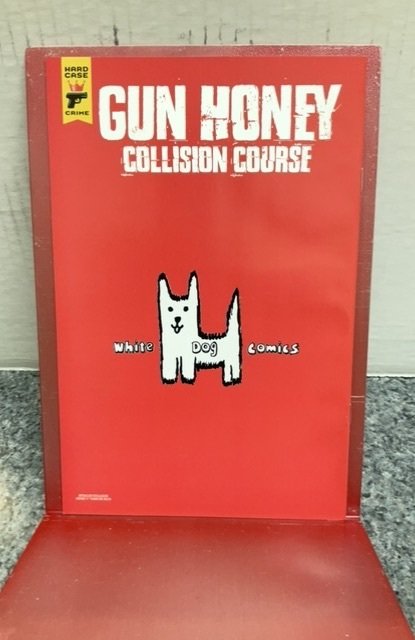 HARD
CASE
CRIME
GUN HONEY
COLLISION COURSE
White Dog Comics